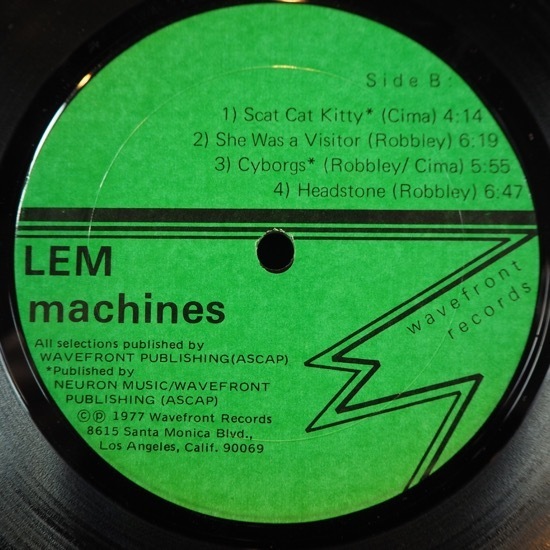 Side B:
1) Scat Cat Kitty* (Cima) 4:14
2) She Was a Visitor (Robbley) 6:19
3) Cyborgs* (Robbley/ Cima) 5:55
4) Headstone (Robbley) 6:47
LEM
machines
wavefront
records
All selections published by
WAVEFRONT PUBLISHING(ASCAP)
*Published by
NEURON MUSIC/WAVEFRONT
PUBLISHING (ASCAP)
©℗ 1977 Wavefront Records
8615 Santa Monica Blvd.,
Los Angeles, Calif. 90069